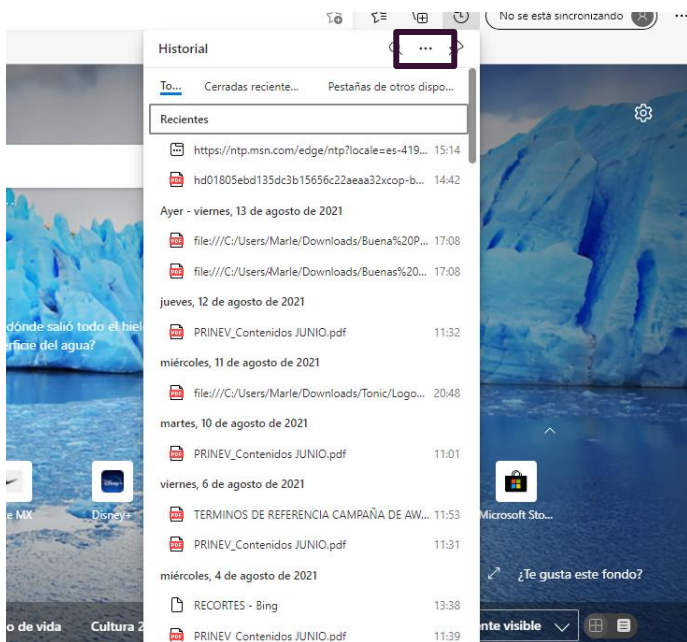 No se está sincronizando
Historial
To...
Cerradas reciente...
Pestañas de otros dispo...
Recientes
https://ntp.msn.com/edge/ntp?locale=es-419... 15:14
hd01805ebd135dc3b15656c22aeaa32xcop-b... 14:42
Ayer - viernes, 13 de agosto de 2021
file:///C:/Users/Marle/Downloads/Buena%20P... 17:08
file:///C:/Users/Marle/Downloads/Buenas%20... 17:08
jueves, 12 de agosto de 2021
PRINEV_Contenidos JUNIO.pdf 11:32
dónde salió todo el hiel
rficie del agua?
miércoles, 11 de agosto de 2021
file:///C:/Users/Marle/Downloads/Tonic/Logo... 20:48
martes, 10 de agosto de 2021
PRINEV_Contenidos JUNIO.pdf 11:01
viernes, 6 de agosto de 2021
TERMINOS DE REFERENCIA CAMPAÑA DE AW... 11:53
e MX
Disney+
Microsoft Sto...
PRINEV_Contenidos JUNIO.pdf 11:31
miércoles, 4 de agosto de 2021
¿Te gusta este fondo?
RECORTES - Bing 13:38
PRINEV_Contenidos JUNIO.pdf 11:39
o de vida
Cultura 2
nte visible